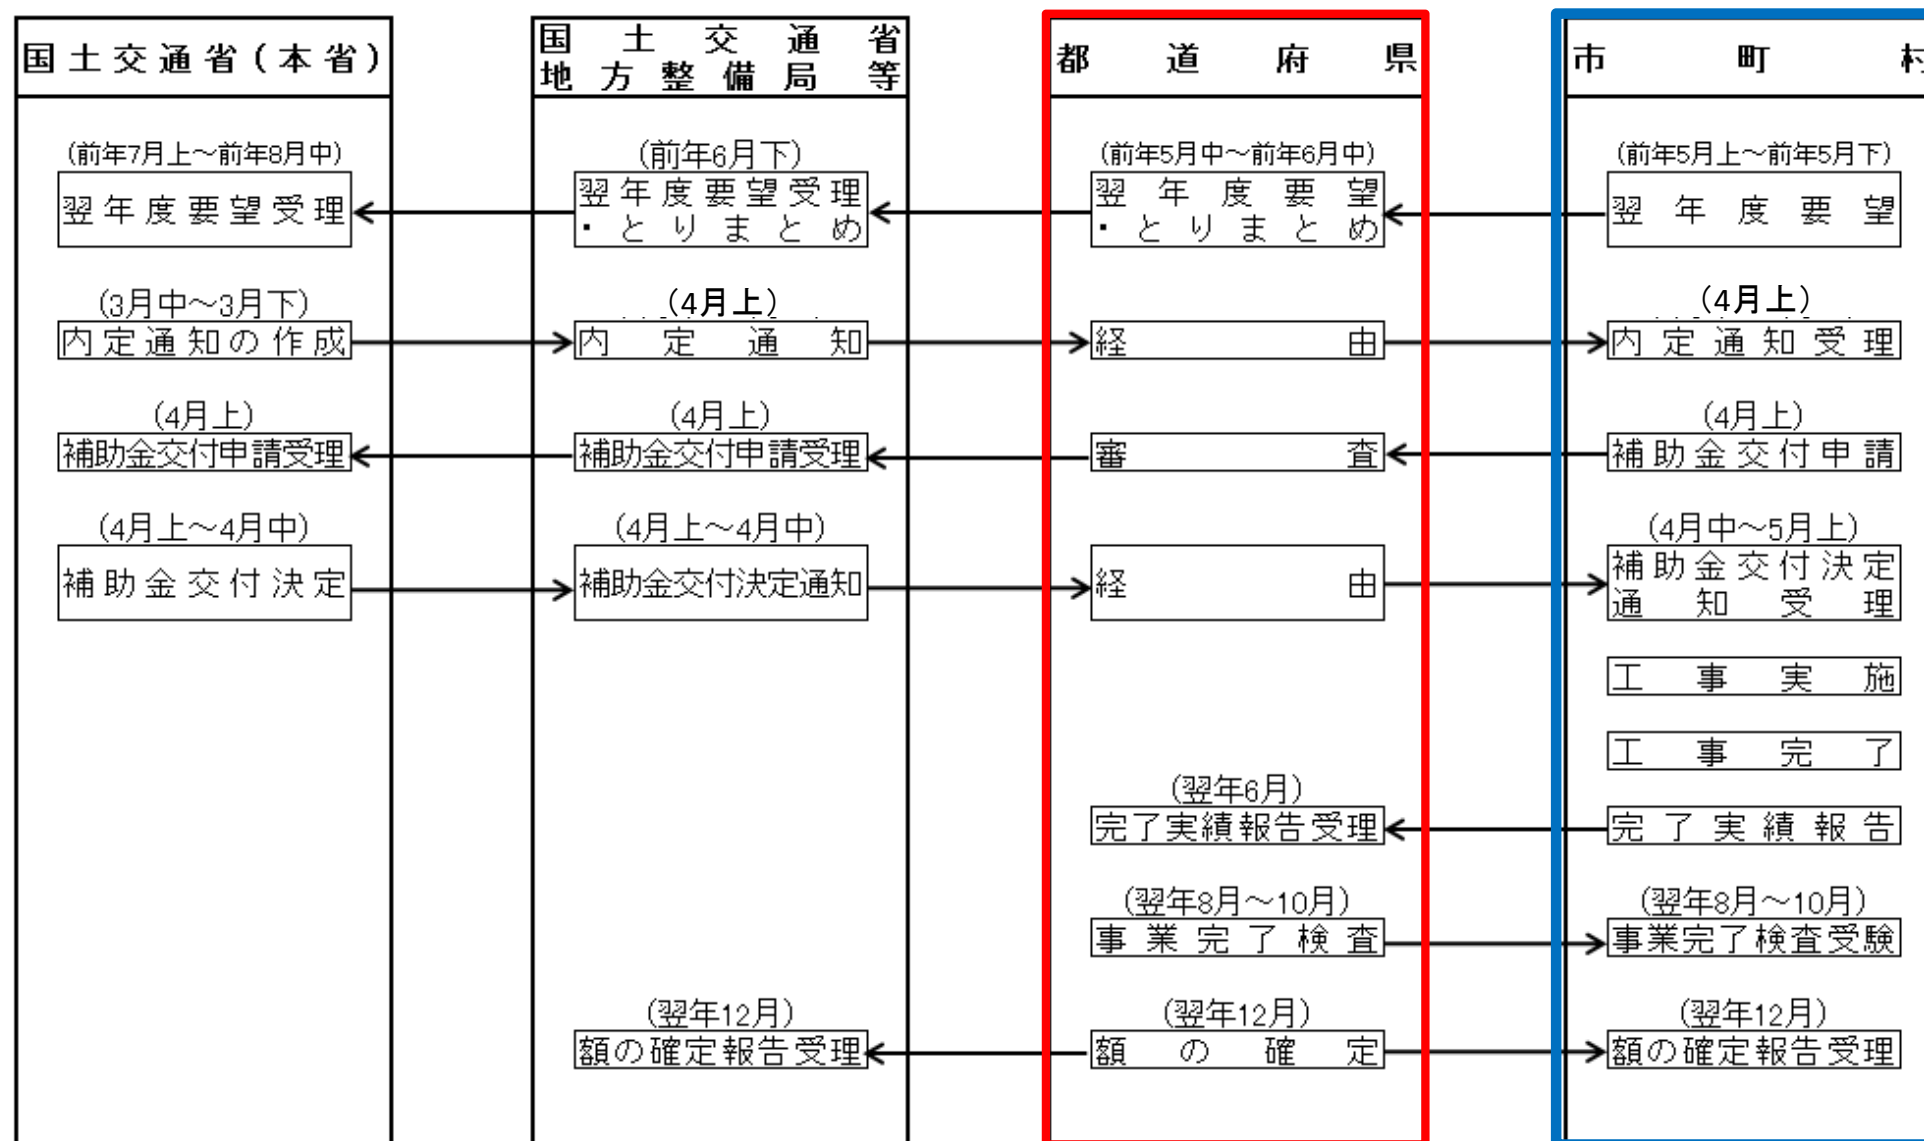 国土交通省(本省)
国土交通省
地方整備局等
都道府県
市町村
(前年7月上～前年8月中)
翌年度要望受理
(前年6月下)
翌年度要望受理
・とりまとめ
(前年5月中～前年6月中)
翌年度要望
・とりまとめ
(前年5月上～前年5月下)
翌年度要望
(3月中～3月下)
内定通知の作成
(4月上)
内定通知
経由
(4月上)
内定通知受理
(4月上)
補助金交付申請受理
(4月上)
補助金交付申請受理
審査
(4月上)
補助金交付申請
(4月上～4月中)
補助金交付決定
(4月上～4月中)
補助金交付決定通知
経由
(4月中～5月上)
補助金交付決定
通知受理
工事実施
工事完了
(翌年6月)
完了実績報告受理
完了実績報告
(翌年8月～10月)
事業完了検査
(翌年8月～10月)
事業完了検査受験
(翌年12月)
額の確定報告受理
(翌年12月)
額の確定
(翌年12月)
額の確定報告受理